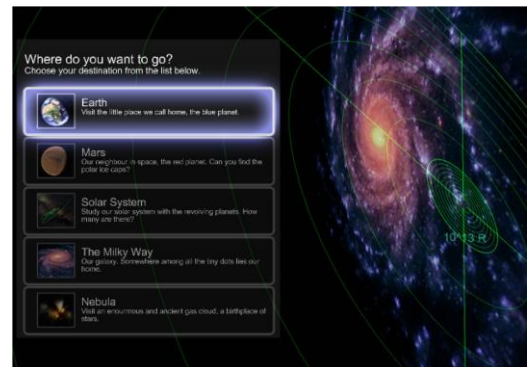 Where do you want to go?
Choose your destination from the list below.
Earth
Visit the little place we call home, the blue planet.
Mars
Our neighbour in space, the red planet. Can you find the
polar ice caps?
Solar System
Study our solar system with the revolving planets. How
many are there?
The Milky Way
Our galaxy. Somewhere among all the tiny dots lies our
home.
Nebula
Visit an enourmous and ancient gas cloud, a birthplace of
stars.
10^13 R